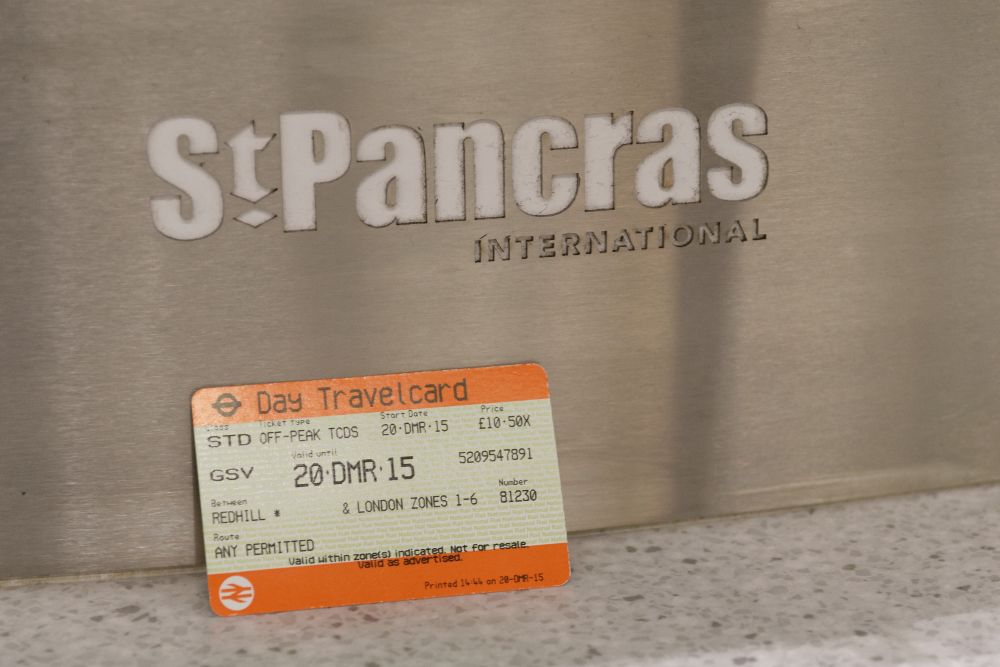 St Pancras
INTERNATIONAL
Day Travelcard
Class Ticket Type Start Date Price
STD OFF-PEAK TCDS 20·DMR·15 £10·50X
Valid until
GSV 20·DMR·15 5209547891
Between Number
REDHILL * & LONDON ZONES 1-6 81230
Route
ANY PERMITTED
Valid within zone(s) indicated. Not for resale.
Valid as advertised.
Printed 14:44 on 20-DMR-15